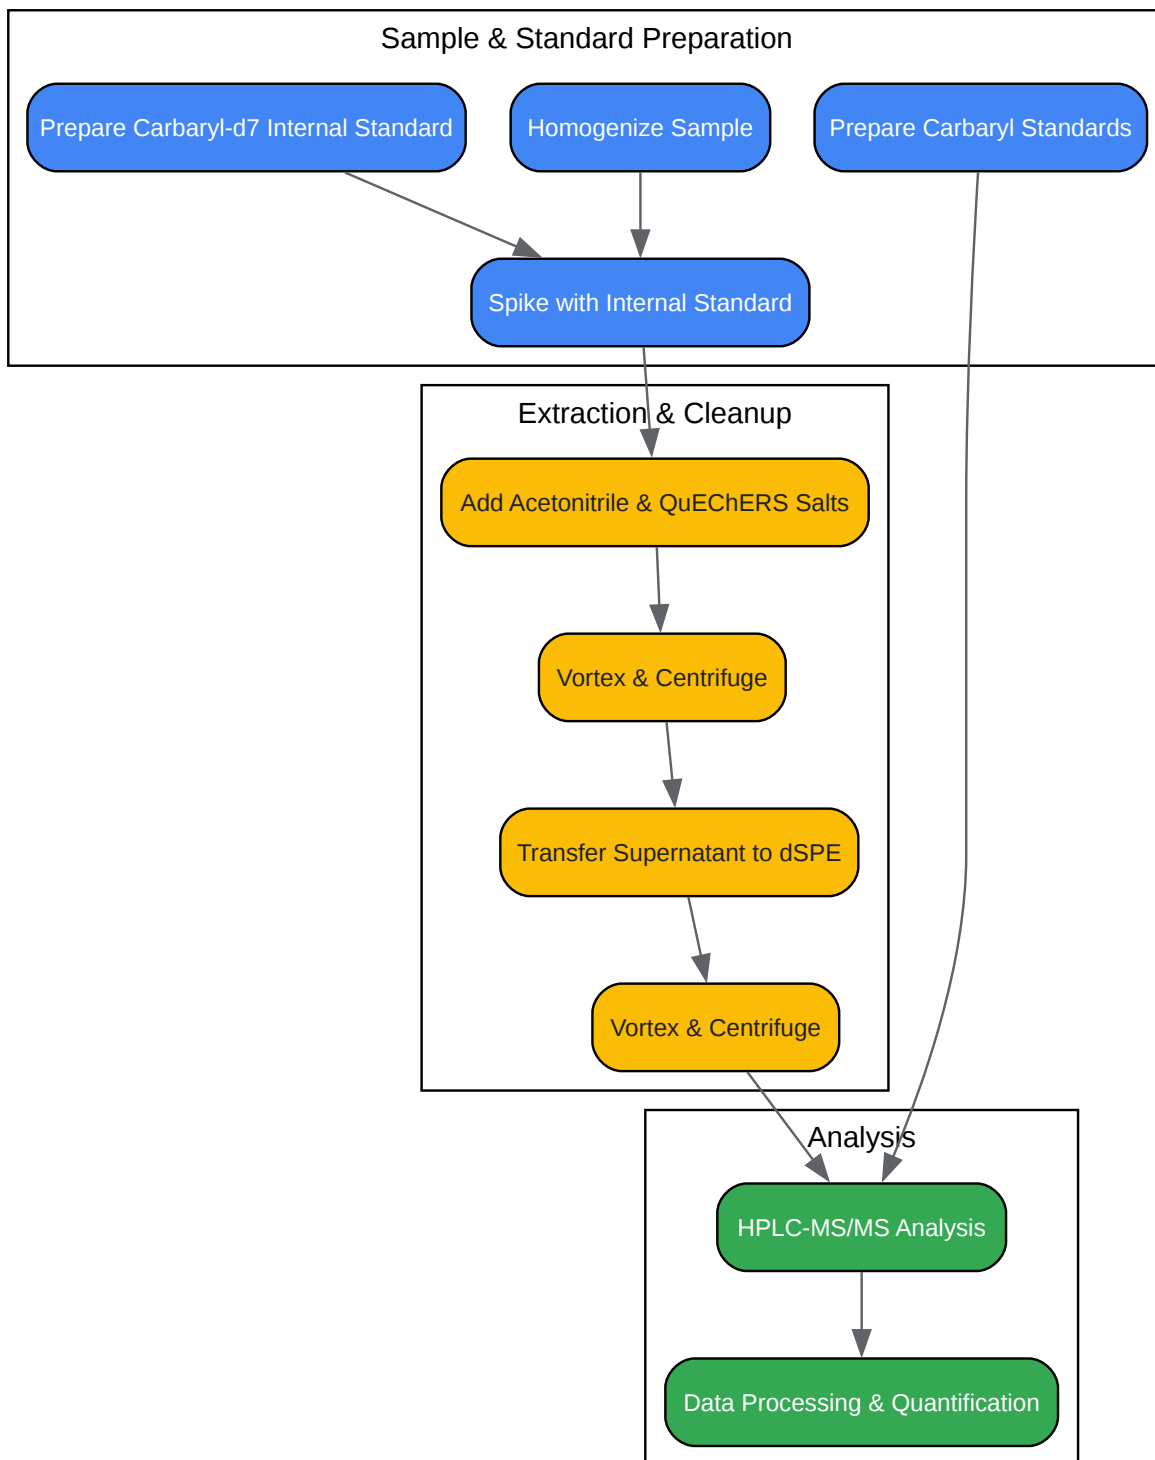 Sample & Standard Preparation
Prepare Carbaryl-d7 Internal Standard
Homogenize Sample
Prepare Carbaryl Standards
Spike with Internal Standard
Extraction & Cleanup
Add Acetonitrile & QuEChERS Salts
Vortex & Centrifuge
Transfer Supernatant to dSPE
Vortex & Centrifuge
Analysis
HPLC-MS/MS Analysis
Data Processing & Quantification